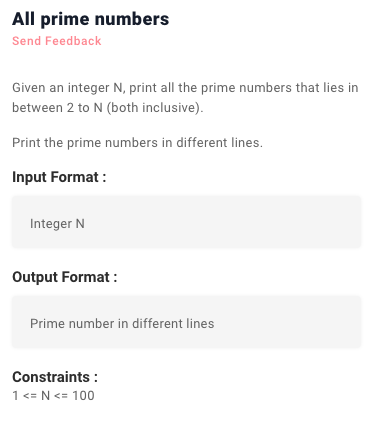 All prime numbers
Send Feedback
Given an integer N, print all the prime numbers that lies in
between 2 to N (both inclusive).
Print the prime numbers in different lines.
Input Format :
Integer N
Output Format :
Prime number in different lines
Constraints :
1 <= N <= 100